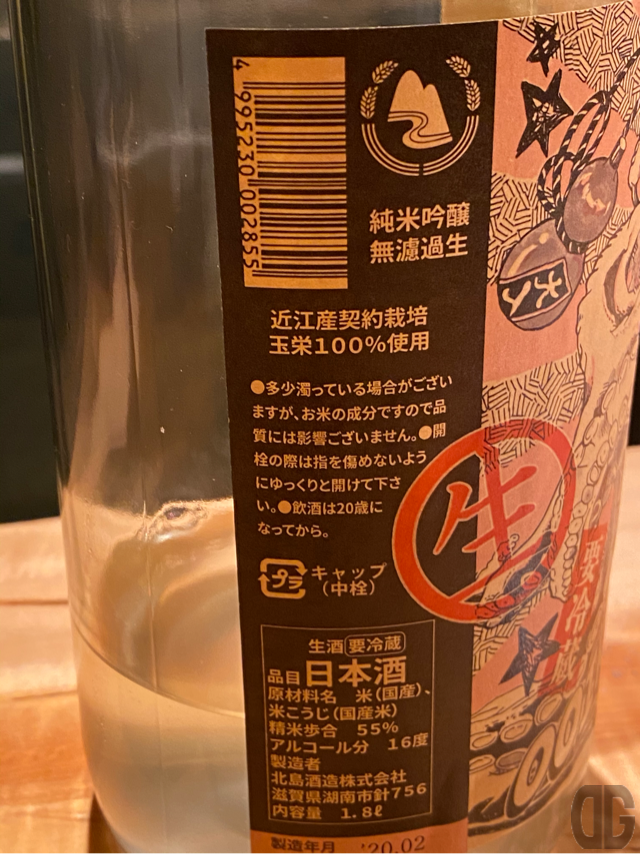 4 995230 002855
純米吟醸
無濾過生
近江産契約栽培
玉栄100%使用
●多少濁っている場合がござい
ますが、お米の成分ですので品
質には影響ございません。●開
栓の際は指を傷めないよう
にゆっくりと開けて下さ
い。●飲酒は20歳に
なってから。
生
プラ
キャップ
(中栓)
要冷蔵
生酒 要冷蔵
品目 日本酒
原材料名 米(国産)、
米こうじ(国産米)
精米歩合 55%
アルコール分 16度
製造者
北島酒造株式会社
滋賀県湖南市針756
内容量 1.8ℓ
製造年月 '20.02
DG